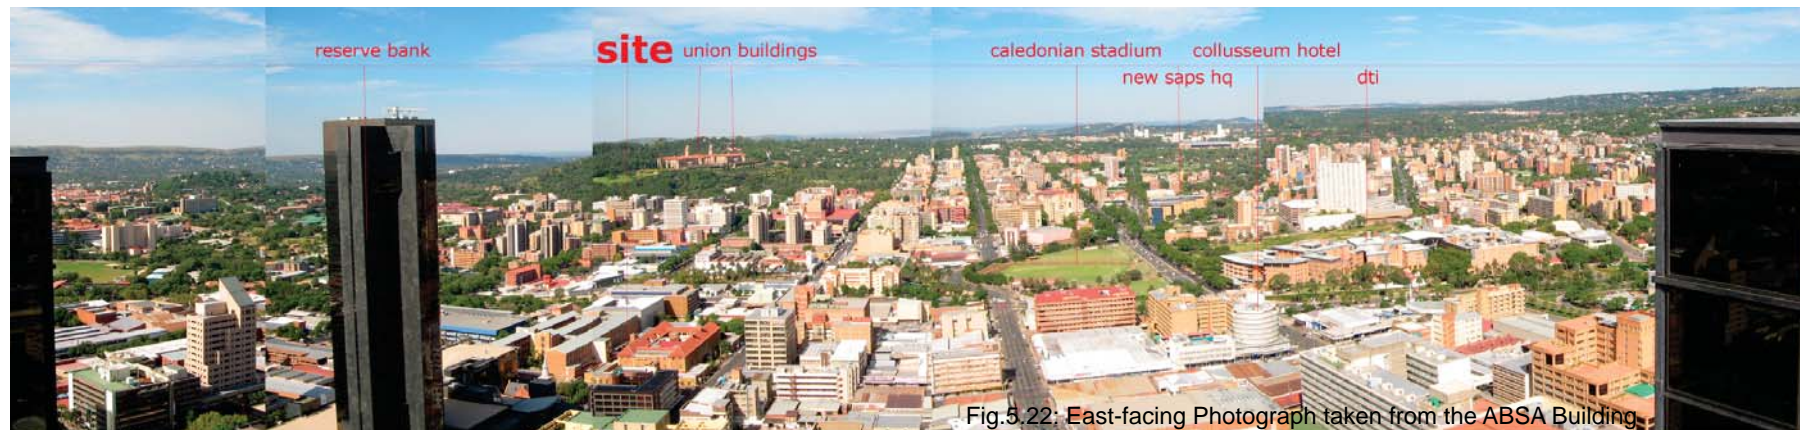 reserve bank
site union buildings
caledonian stadium collusseum hotel
new saps hq dti
Fig.5.22: East-facing Photograph taken from the ABSA Building